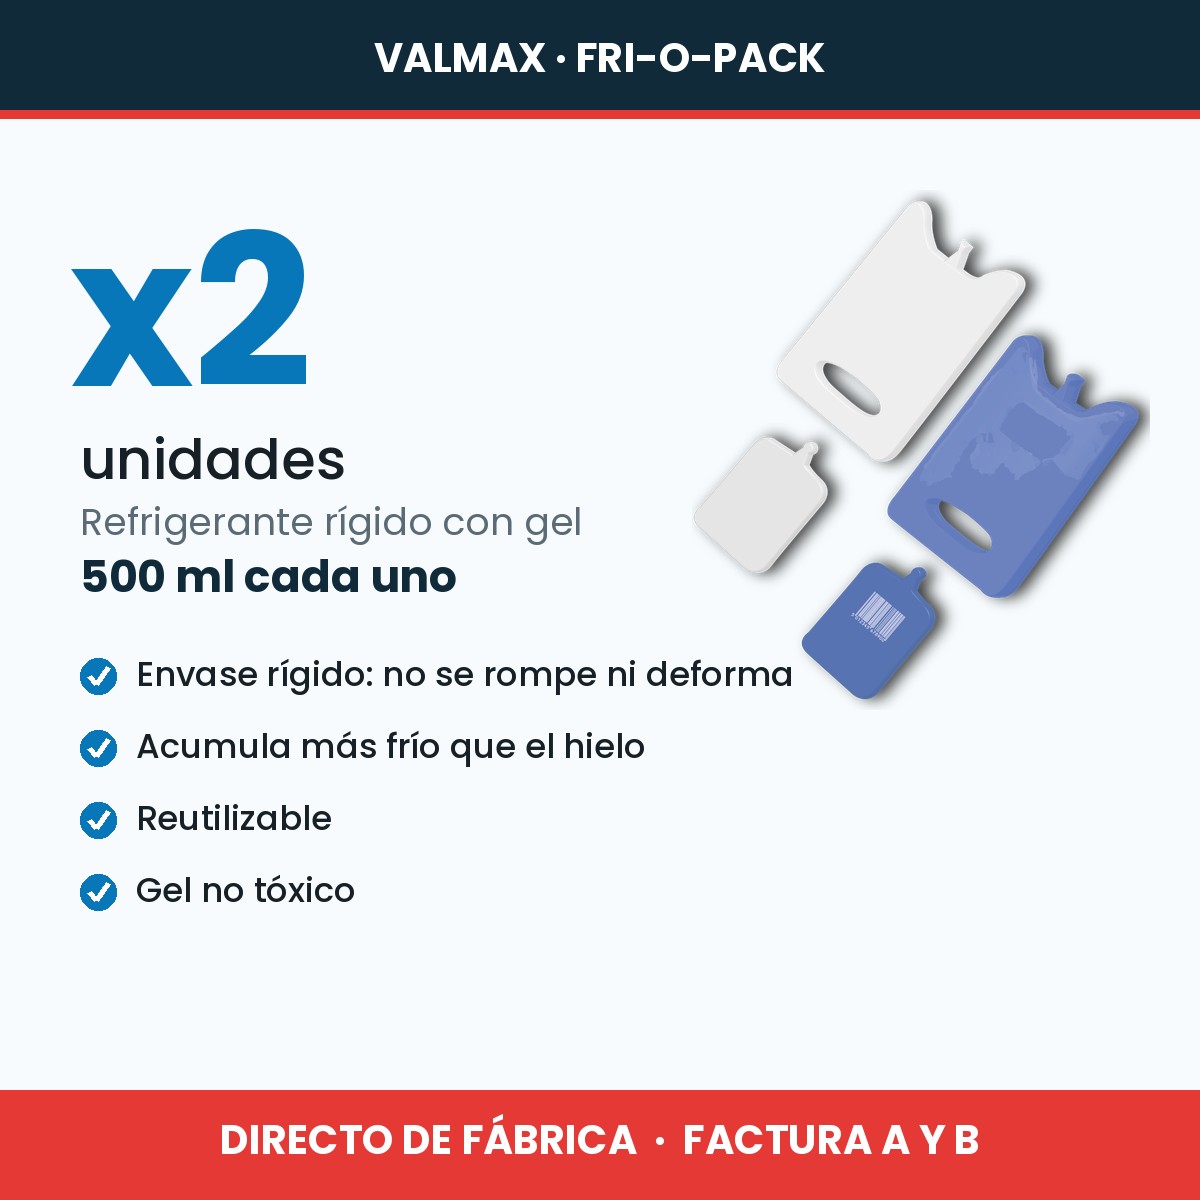 VALMAX · FRI-O-PACK
x2
unidades
Refrigerante rígido con gel
500 ml cada uno
Envase rígido: no se rompe ni deforma
Acumula más frío que el hielo
Reutilizable
Gel no tóxico
DIRECTO DE FÁBRICA · FACTURA A Y B